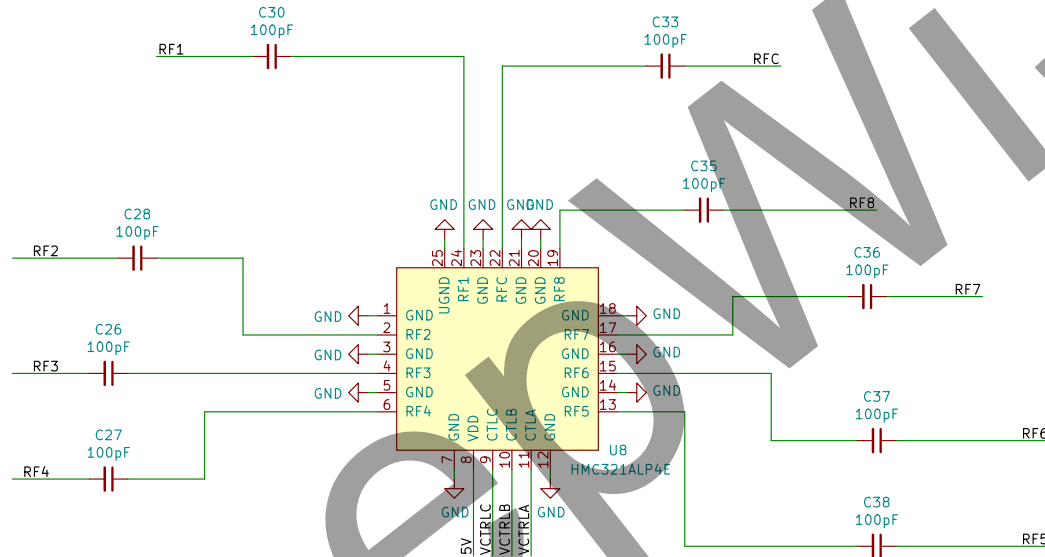 C30
100pF
RF1
C33
100pF
RFC
C35
100pF
RF8
C28
100pF
RF2
C36
100pF
RF7
GND GND GND GND
25 24 23 22 21 20 19
UGND RF1 GND RFC GND GND RF8
GND 1 GND
2 RF2
GND 3 GND
4 RF3
GND 5 GND
6 RF4
GND 18 GND
RF7 17
GND 16 GND
RF6 15
GND 14 GND
RF5 13
C26
100pF
RF3
C27
100pF
RF4
GND VDD CTLC CTLB CTLA GND
7 8 9 10 11 12
GND GND
5V VCTRLC VCTRLB VCTRLA
U8
HMC321ALP4E
C37
100pF
RF6
C38
100pF
RF5